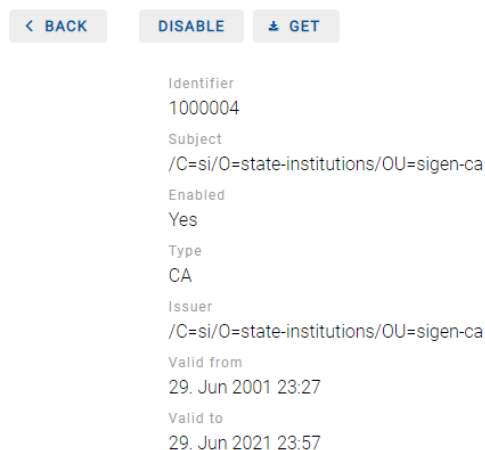 BACK DISABLE GET
Identifier
1000004
Subject
/C=si/O=state-institutions/OU=sigen-ca
Enabled
Yes
Type
CA
Issuer
/C=si/O=state-institutions/OU=sigen-ca
Valid from
29. Jun 2001 23:27
Valid to
29. Jun 2021 23:57